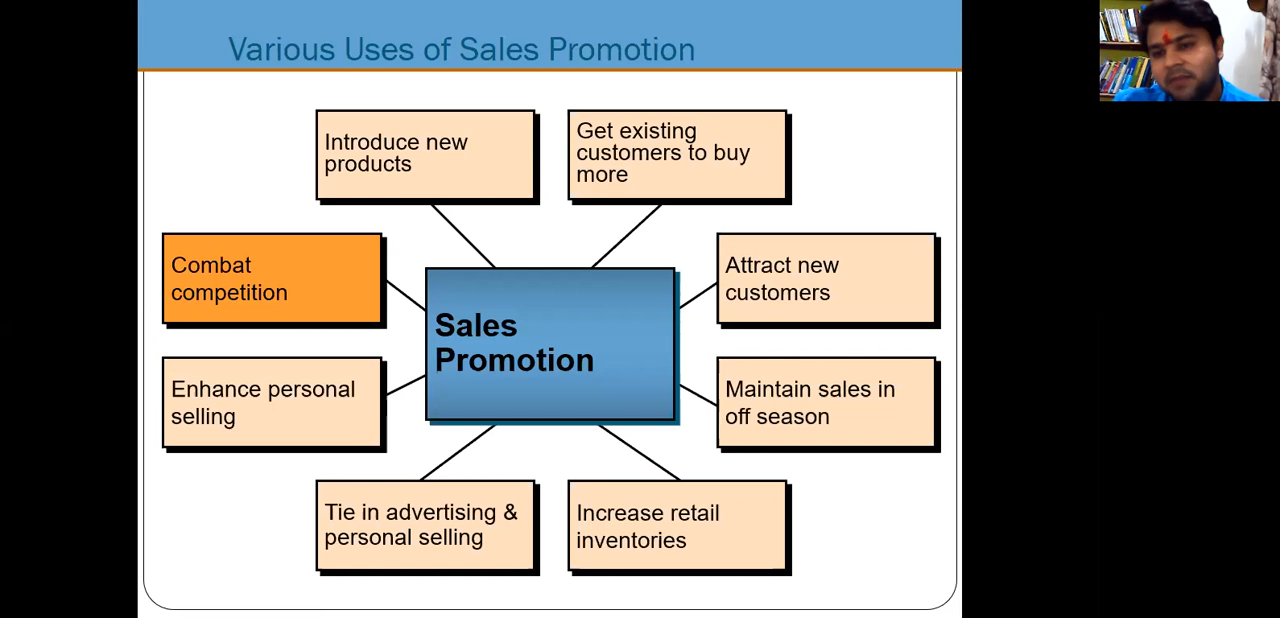 Various Uses of Sales Promotion
Introduce new
products
Get existing
customers to buy
more
Combat
competition
Attract new
customers
Sales
Promotion
Enhance personal
selling
Maintain sales in
off season
Tie in advertising &
personal selling
Increase retail
inventories